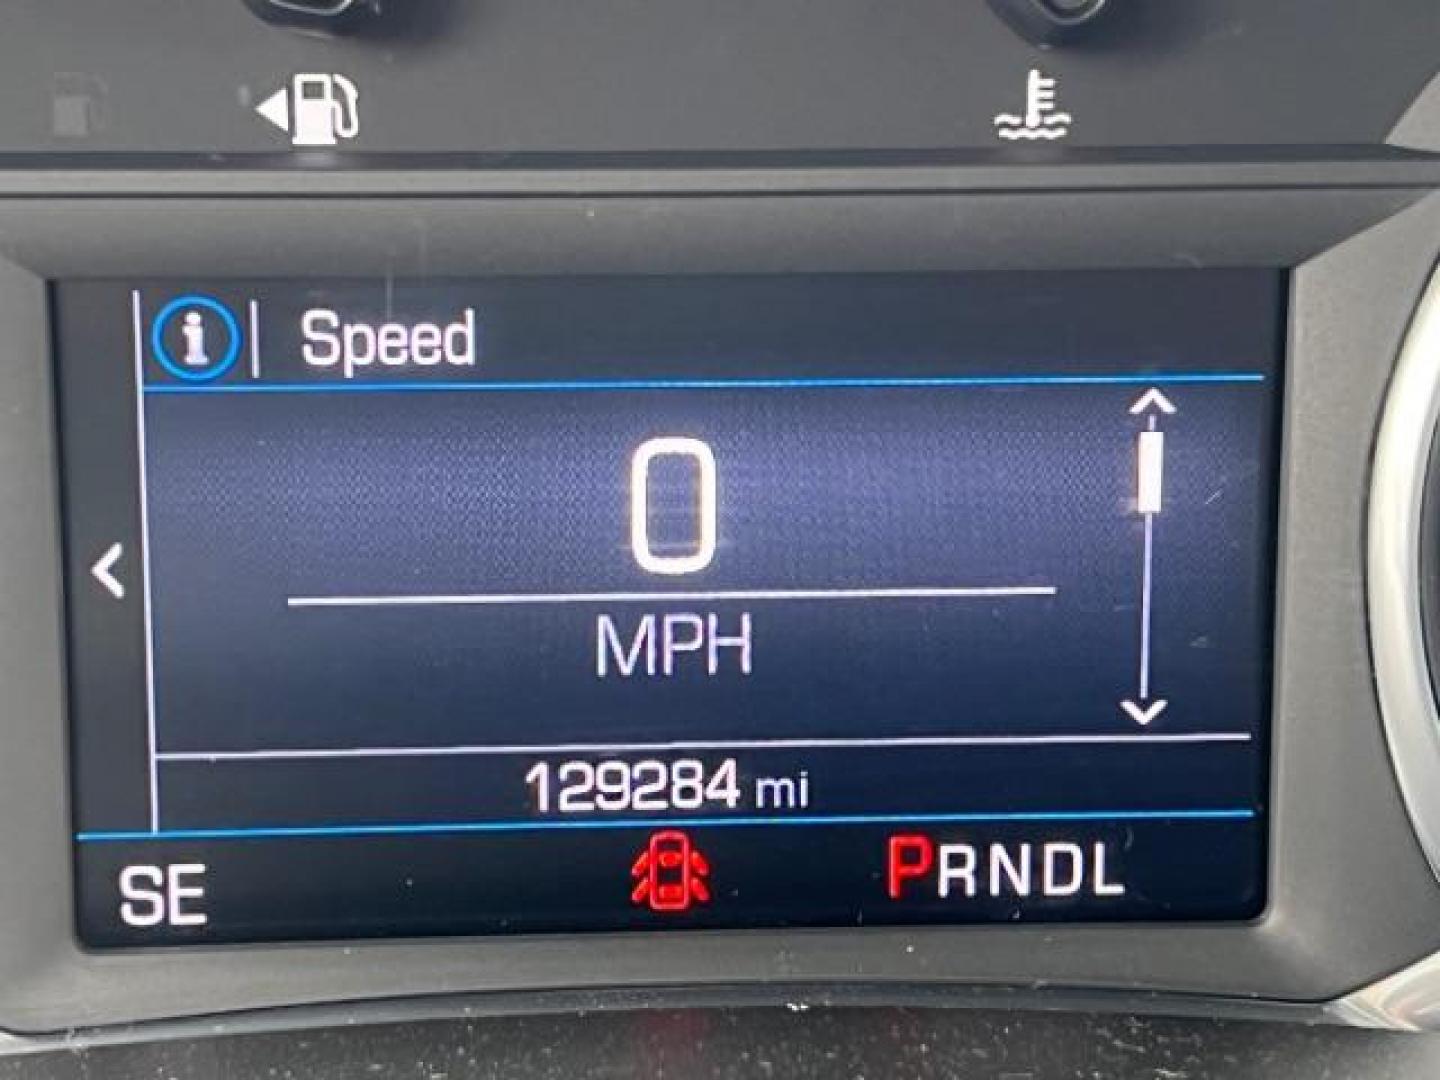 Speed
0
MPH
129284 mi
SE PRNDL